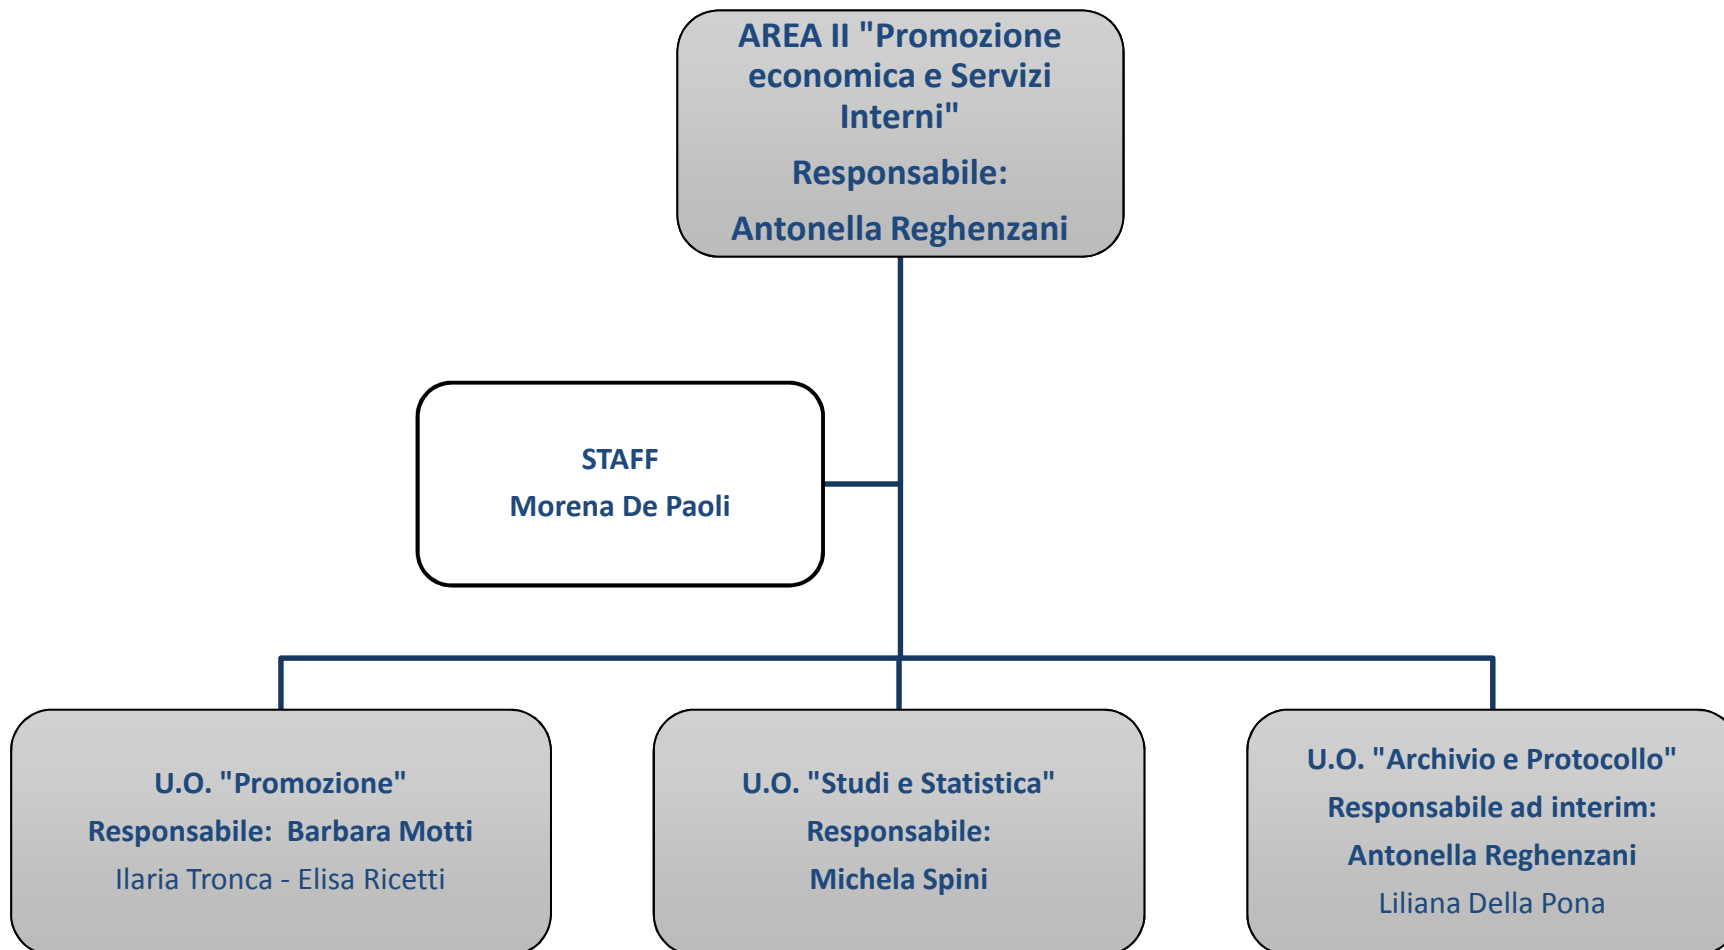 AREA II "Promozione
economica e Servizi
Interni"
Responsabile:
Antonella Reghenzani
STAFF
Morena De Paoli
U.O. "Promozione"
Responsabile:  Barbara Motti
Ilaria Tronca - Elisa Ricetti
U.O. "Studi e Statistica"
Responsabile:
Michela Spini
U.O. "Archivio e Protocollo"
Responsabile ad interim:
Antonella Reghenzani
Liliana Della Pona